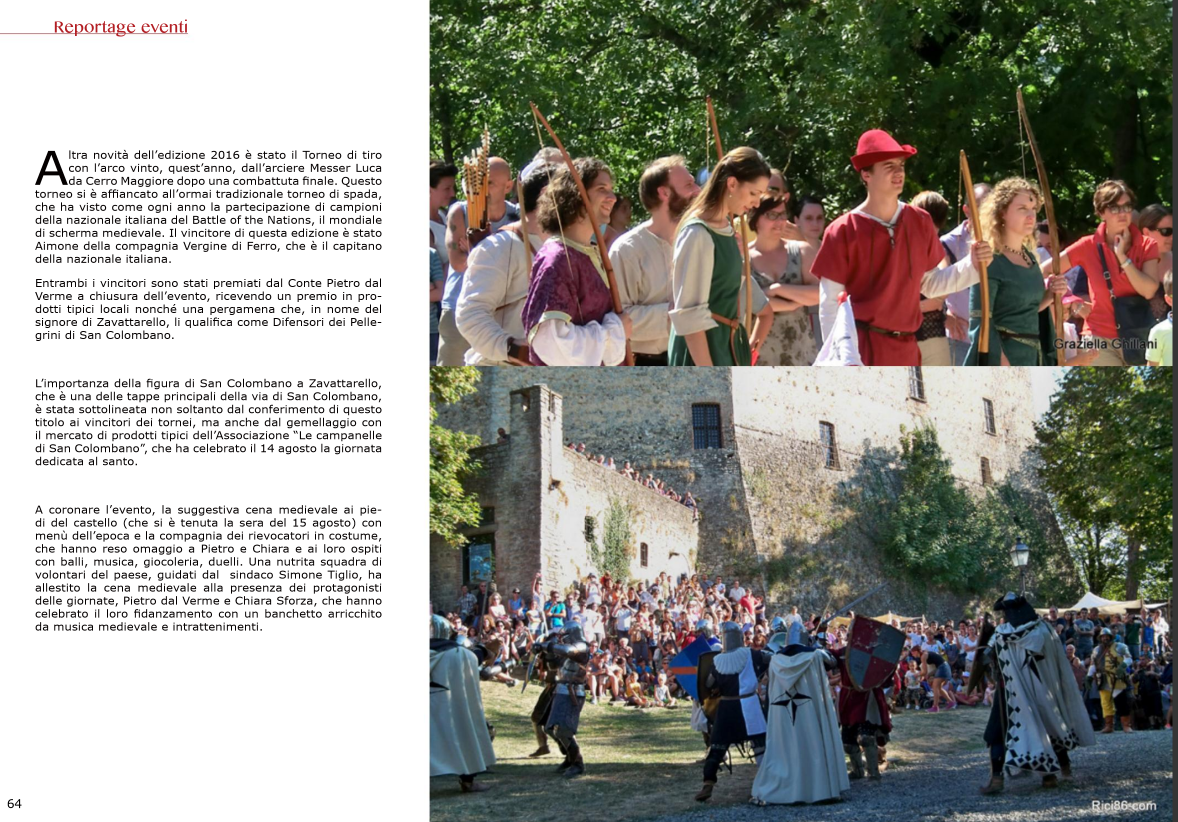 Reportage eventi
Altra novità dell'edizione 2016 è stato il Torneo di tiro
con l'arco vinto, quest'anno, dall'arciere Messer Luca
da Cerro Maggiore dopo una combattuta finale. Questo
torneo si è affiancato all'ormai tradizionale torneo di spada,
che ha visto come ogni anno la partecipazione di campioni
della nazionale italiana del Battle of the Nations, il mondiale
di scherma medievale. Il vincitore di questa edizione è stato
Aimone della compagnia Vergine di Ferro, che è il capitano
della nazionale italiana.
Entrambi i vincitori sono stati premiati dal Conte Pietro dal
Verme a chiusura dell'evento, ricevendo un premio in pro-
dotti tipici locali nonché una pergamena che, in nome del
signore di Zavattarello, li qualifica come Difensori dei Pelle-
grini di San Colombano.
L'importanza della figura di San Colombano a Zavattarello,
che è una delle tappe principali della via di San Colombano,
è stata sottolineata non soltanto dal conferimento di questo
titolo ai vincitori dei tornei, ma anche dal gemellaggio con
il mercato di prodotti tipici dell'Associazione "Le campanelle
di San Colombano", che ha celebrato il 14 agosto la giornata
dedicata al santo.
A coronare l'evento, la suggestiva cena medievale ai pie-
di del castello (che si è tenuta la sera del 15 agosto) con
menù dell'epoca e la compagnia dei rievocatori in costume,
che hanno reso omaggio a Pietro e Chiara e ai loro ospiti
con balli, musica, giocoleria, duelli. Una nutrita squadra di
volontari del paese, guidati dal  sindaco Simone Tiglio, ha
allestito la cena medievale alla presenza dei protagonisti
delle giornate, Pietro dal Verme e Chiara Sforza, che hanno
celebrato il loro fidanzamento con un banchetto arricchito
da musica medievale e intrattenimenti.
64
Graziella Ghillani
Rici86.com